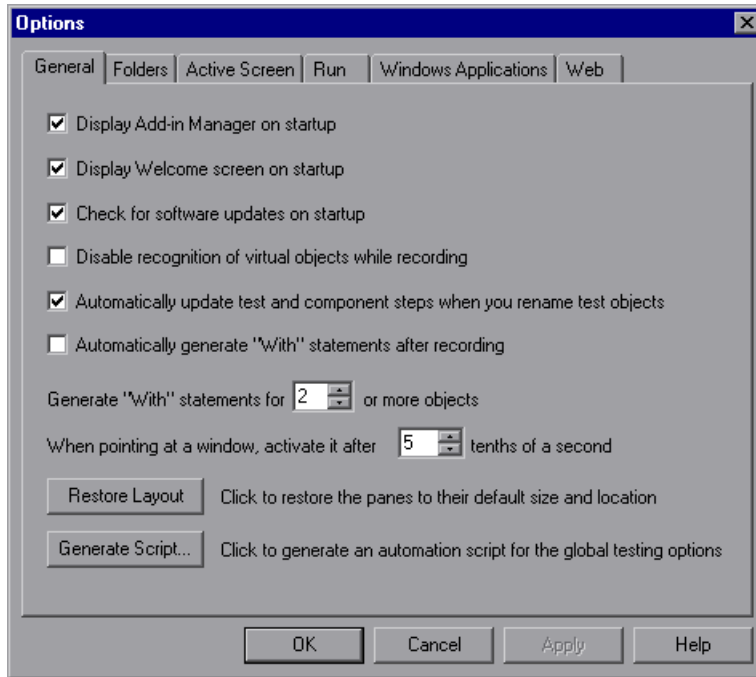 Options
General Folders Active Screen Run Windows Applications Web
Display Add-in Manager on startup
Display Welcome screen on startup
Check for software updates on startup
Disable recognition of virtual objects while recording
Automatically update test and component steps when you rename test objects
Automatically generate "With" statements after recording
Generate "With" statements for 2 or more objects
When pointing at a window, activate it after 5 tenths of a second
Restore Layout Click to restore the panes to their default size and location
Generate Script... Click to generate an automation script for the global testing options
OK Cancel Apply Help